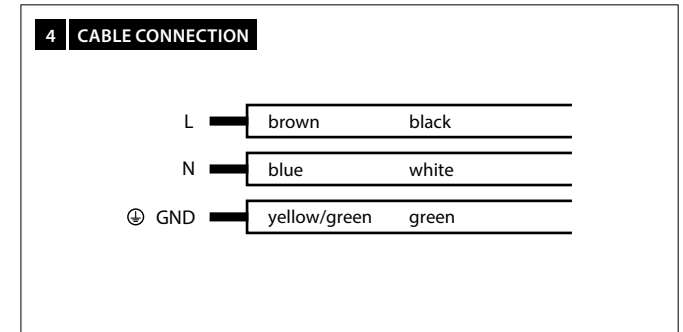 4 CABLE CONNECTION
L brown black
N blue white
GND yellow/green green